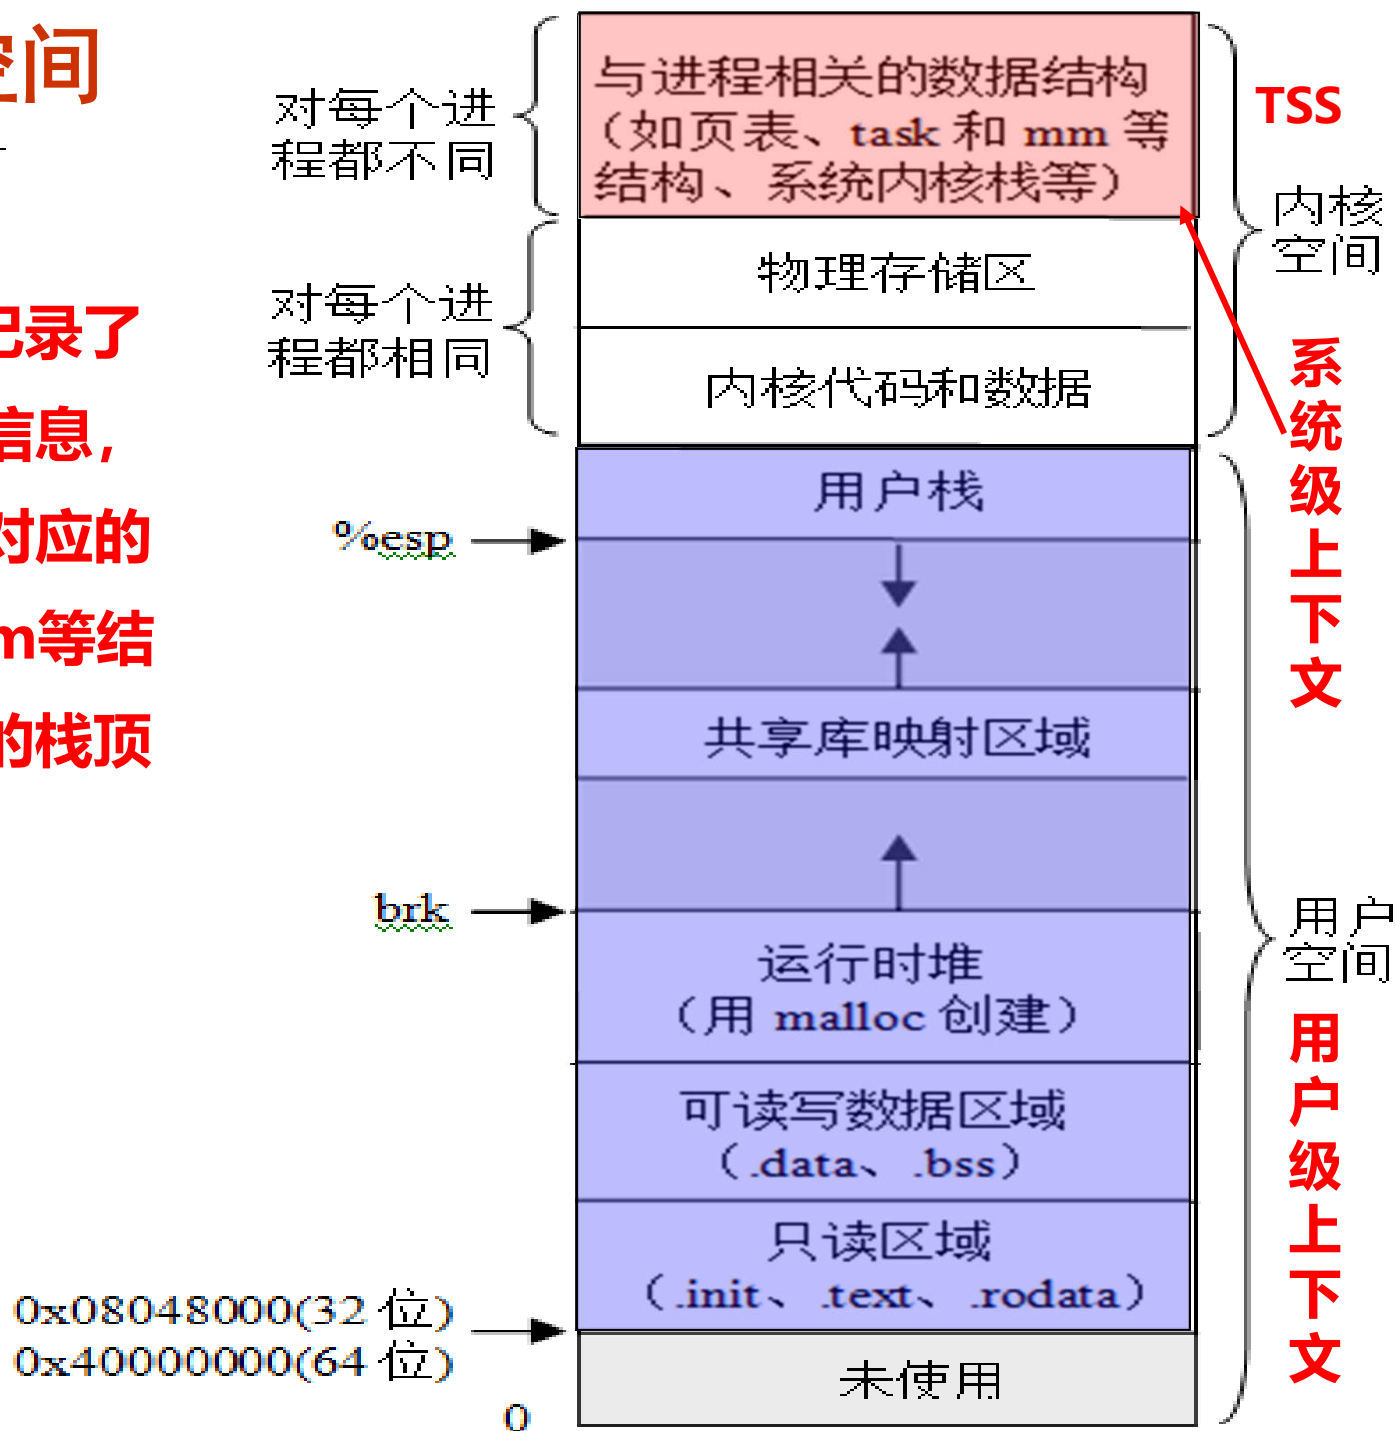 空间
记录了
信息，
对应的
m等结
的栈顶
对每个进
程都不同
对每个进
程都相同
%esp
brk
0x08048000(32 位)
0x40000000(64 位)
0
与进程相关的数据结构
（如页表、task 和 mm 等
结构、系统内核栈等）
物理存储区
内核代码和数据
用户栈
共享库映射区域
运行时堆
（用 malloc 创建）
可读写数据区域
（.data、.bss）
只读区域
（.init、.text、.rodata）
未使用
TSS
内核
空间
系统级上下文
用户
空间
用户级上下文